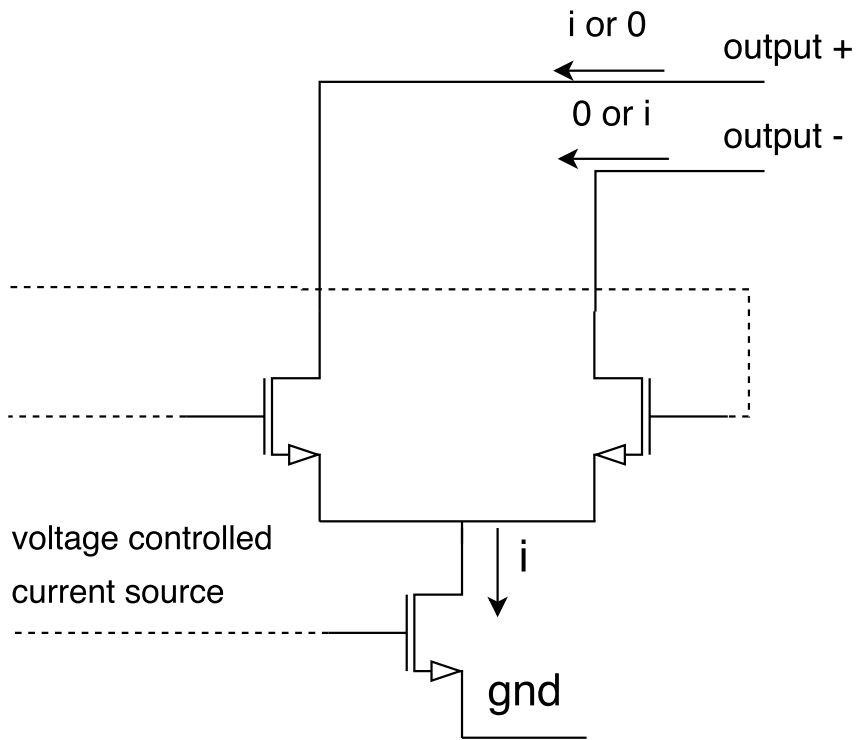 i or 0
output +
0 or i
output -
voltage controlled
current source
i
gnd